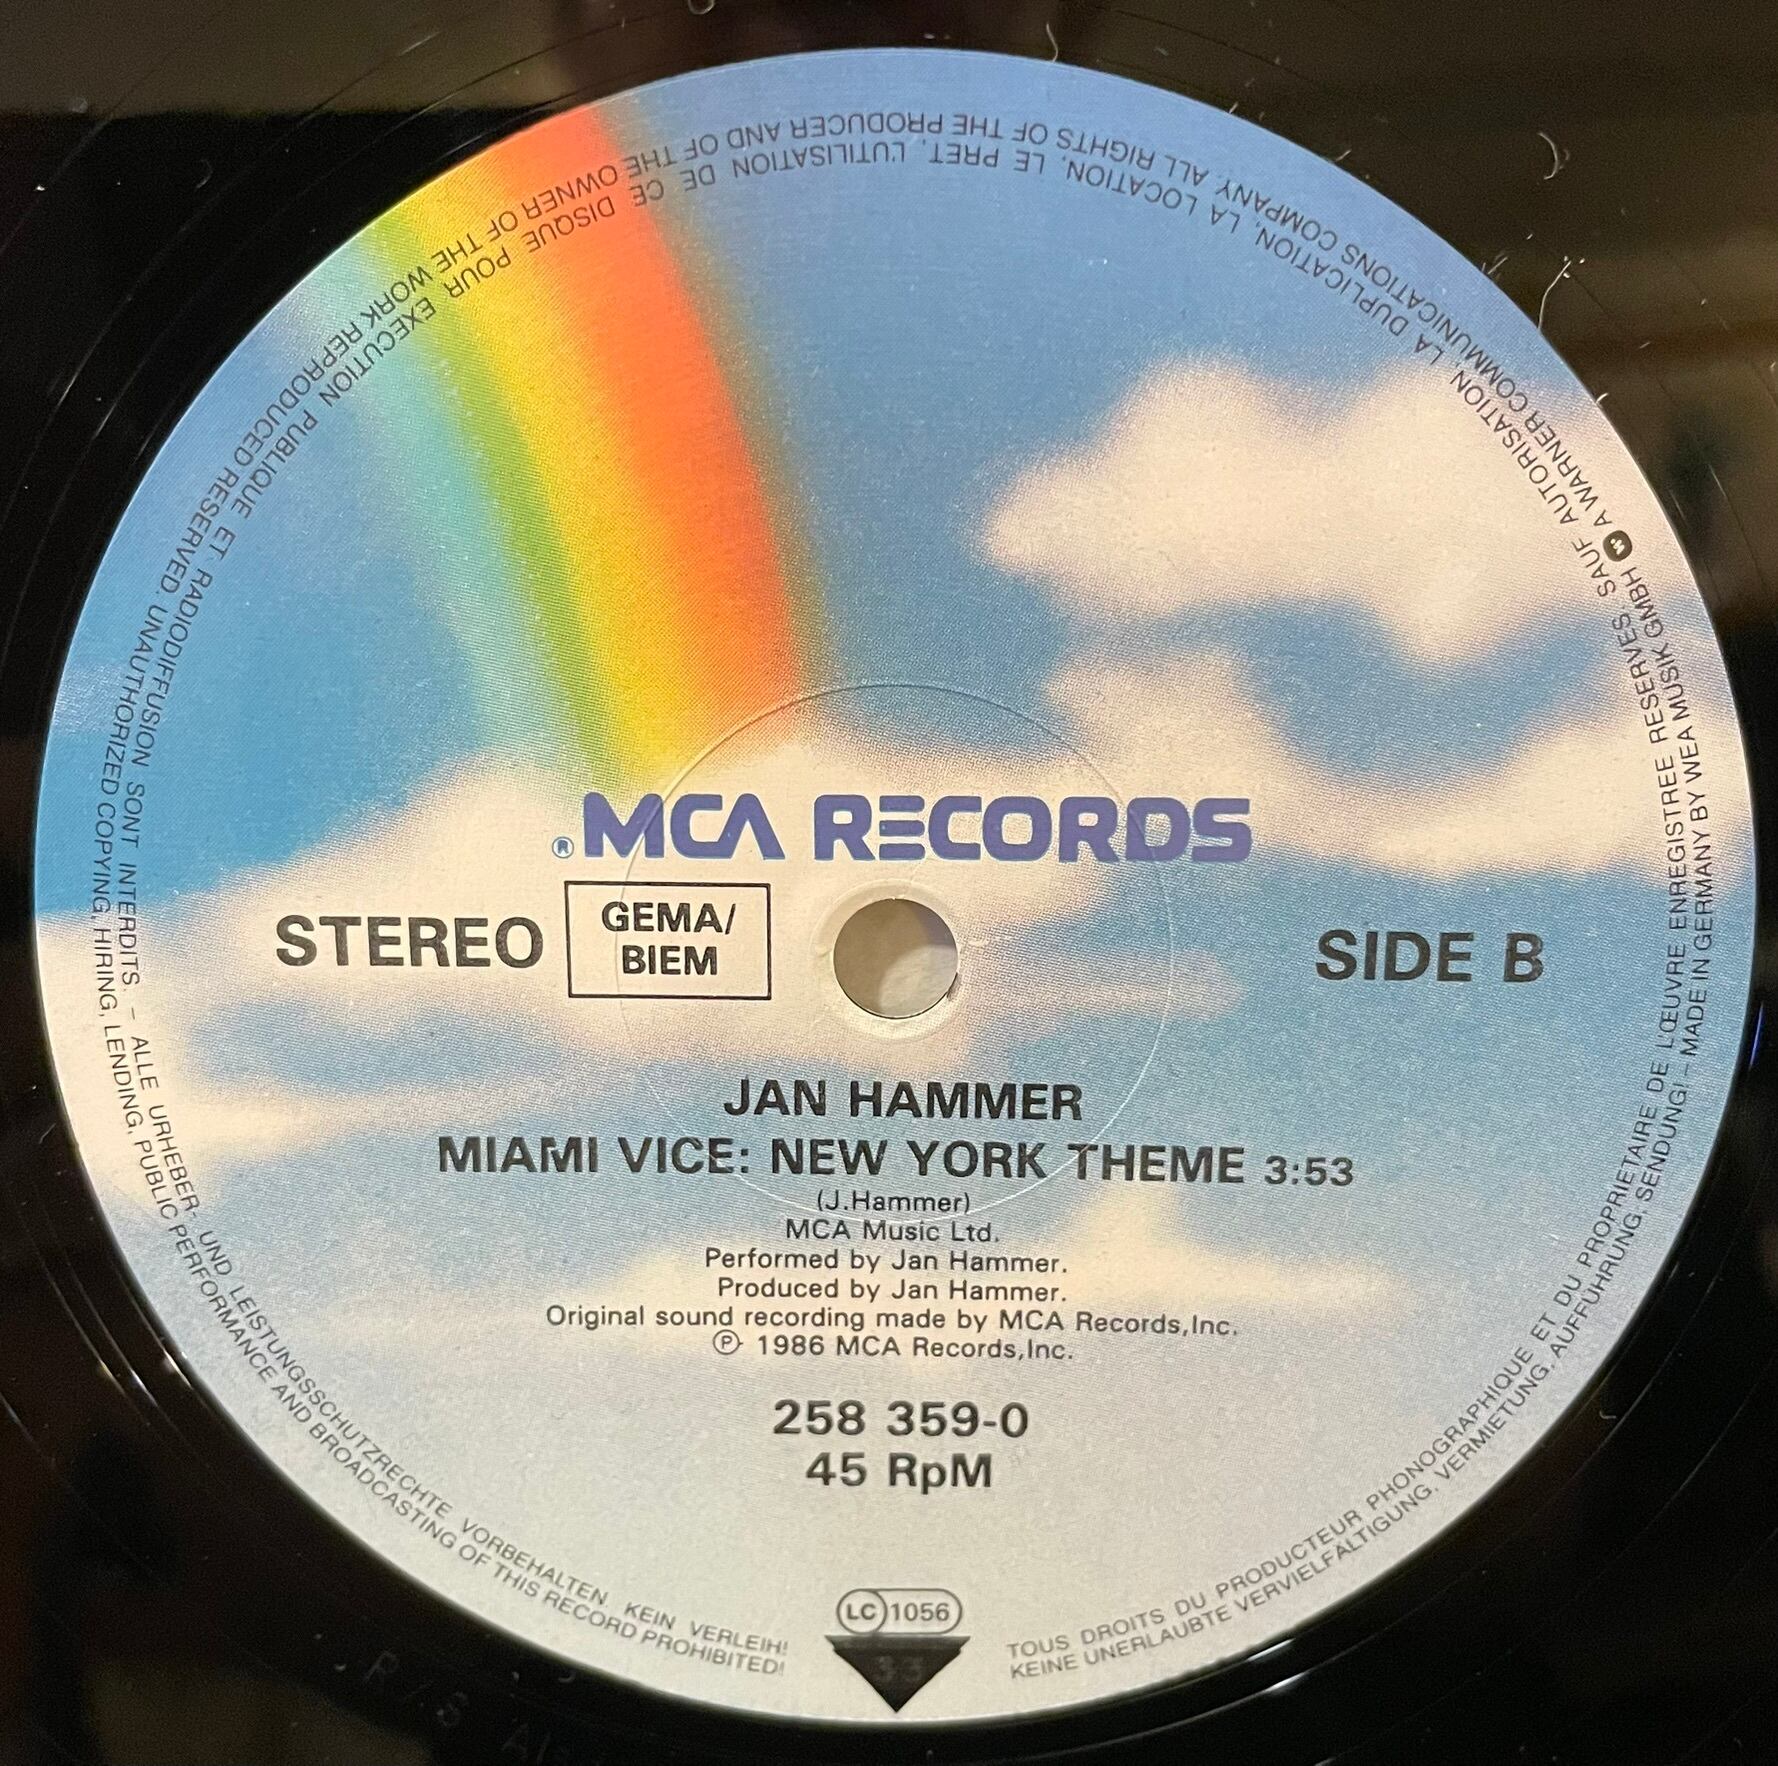 ® MCA RECORDS
STEREO
GEMA/
BIEM
SIDE B
JAN HAMMER
MIAMI VICE: NEW YORK THEME 3:53
(J.Hammer)
MCA Music Ltd.
Performed by Jan Hammer.
Produced by Jan Hammer.
Original sound recording made by MCA Records,Inc.
Ⓟ 1986 MCA Records,Inc.
258 359-0
45 RpM
LC 1056
33
TOUS DROITS DU PRODUCTEUR PHONOGRAPHIQUE ET DU PROPRIETAIRE DE L'ŒUVRE ENREGISTREE RESERVES. SAUF AUTORISATION, LA DUPLICATION, LA LOCATION, LE PRET, L'UTILISATION DE CE DISQUE POUR EXECUTION PUBLIQUE ET RADIODIFFUSION SONT INTERDITS. – ALLE URHEBER- UND LEISTUNGSSCHUTZRECHTE VORBEHALTEN. KEIN VERLEIH!
KEINE UNERLAUBTE VERVIELFÄLTIGUNG, VERMIETUNG, AUFFÜHRUNG, SENDUNG! – MADE IN GERMANY BY WEA MUSIK GMBH A WARNER COMMUNICATIONS COMPANY. ALL RIGHTS OF THE PRODUCER AND OF THE OWNER OF THE WORK REPRODUCED RESERVED. UNAUTHORIZED COPYING, HIRING, LENDING, PUBLIC PERFORMANCE AND BROADCASTING OF THIS RECORD PROHIBITED!